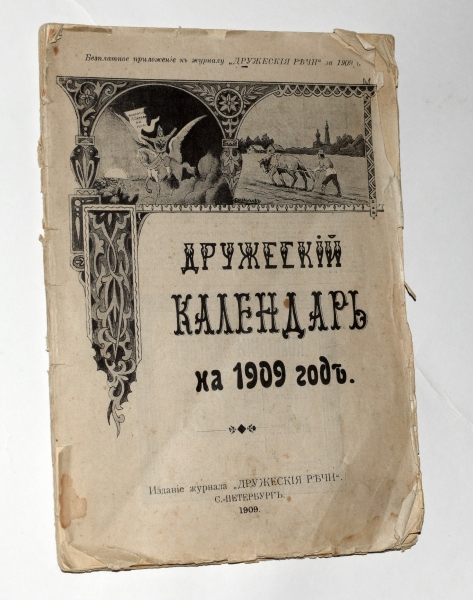 Безплатное приложеніе къ журналу „ДРУЖЕСКІЯ РѢЧИ“ за 1909 г.
ДРУЖЕСКІЙ
КАЛЕНДАРЬ
на 1909 годъ.
Изданіе журнала „ДРУЖЕСКІЯ РѢЧИ“.
С.-ПЕТЕРБУРГЪ.
1909.